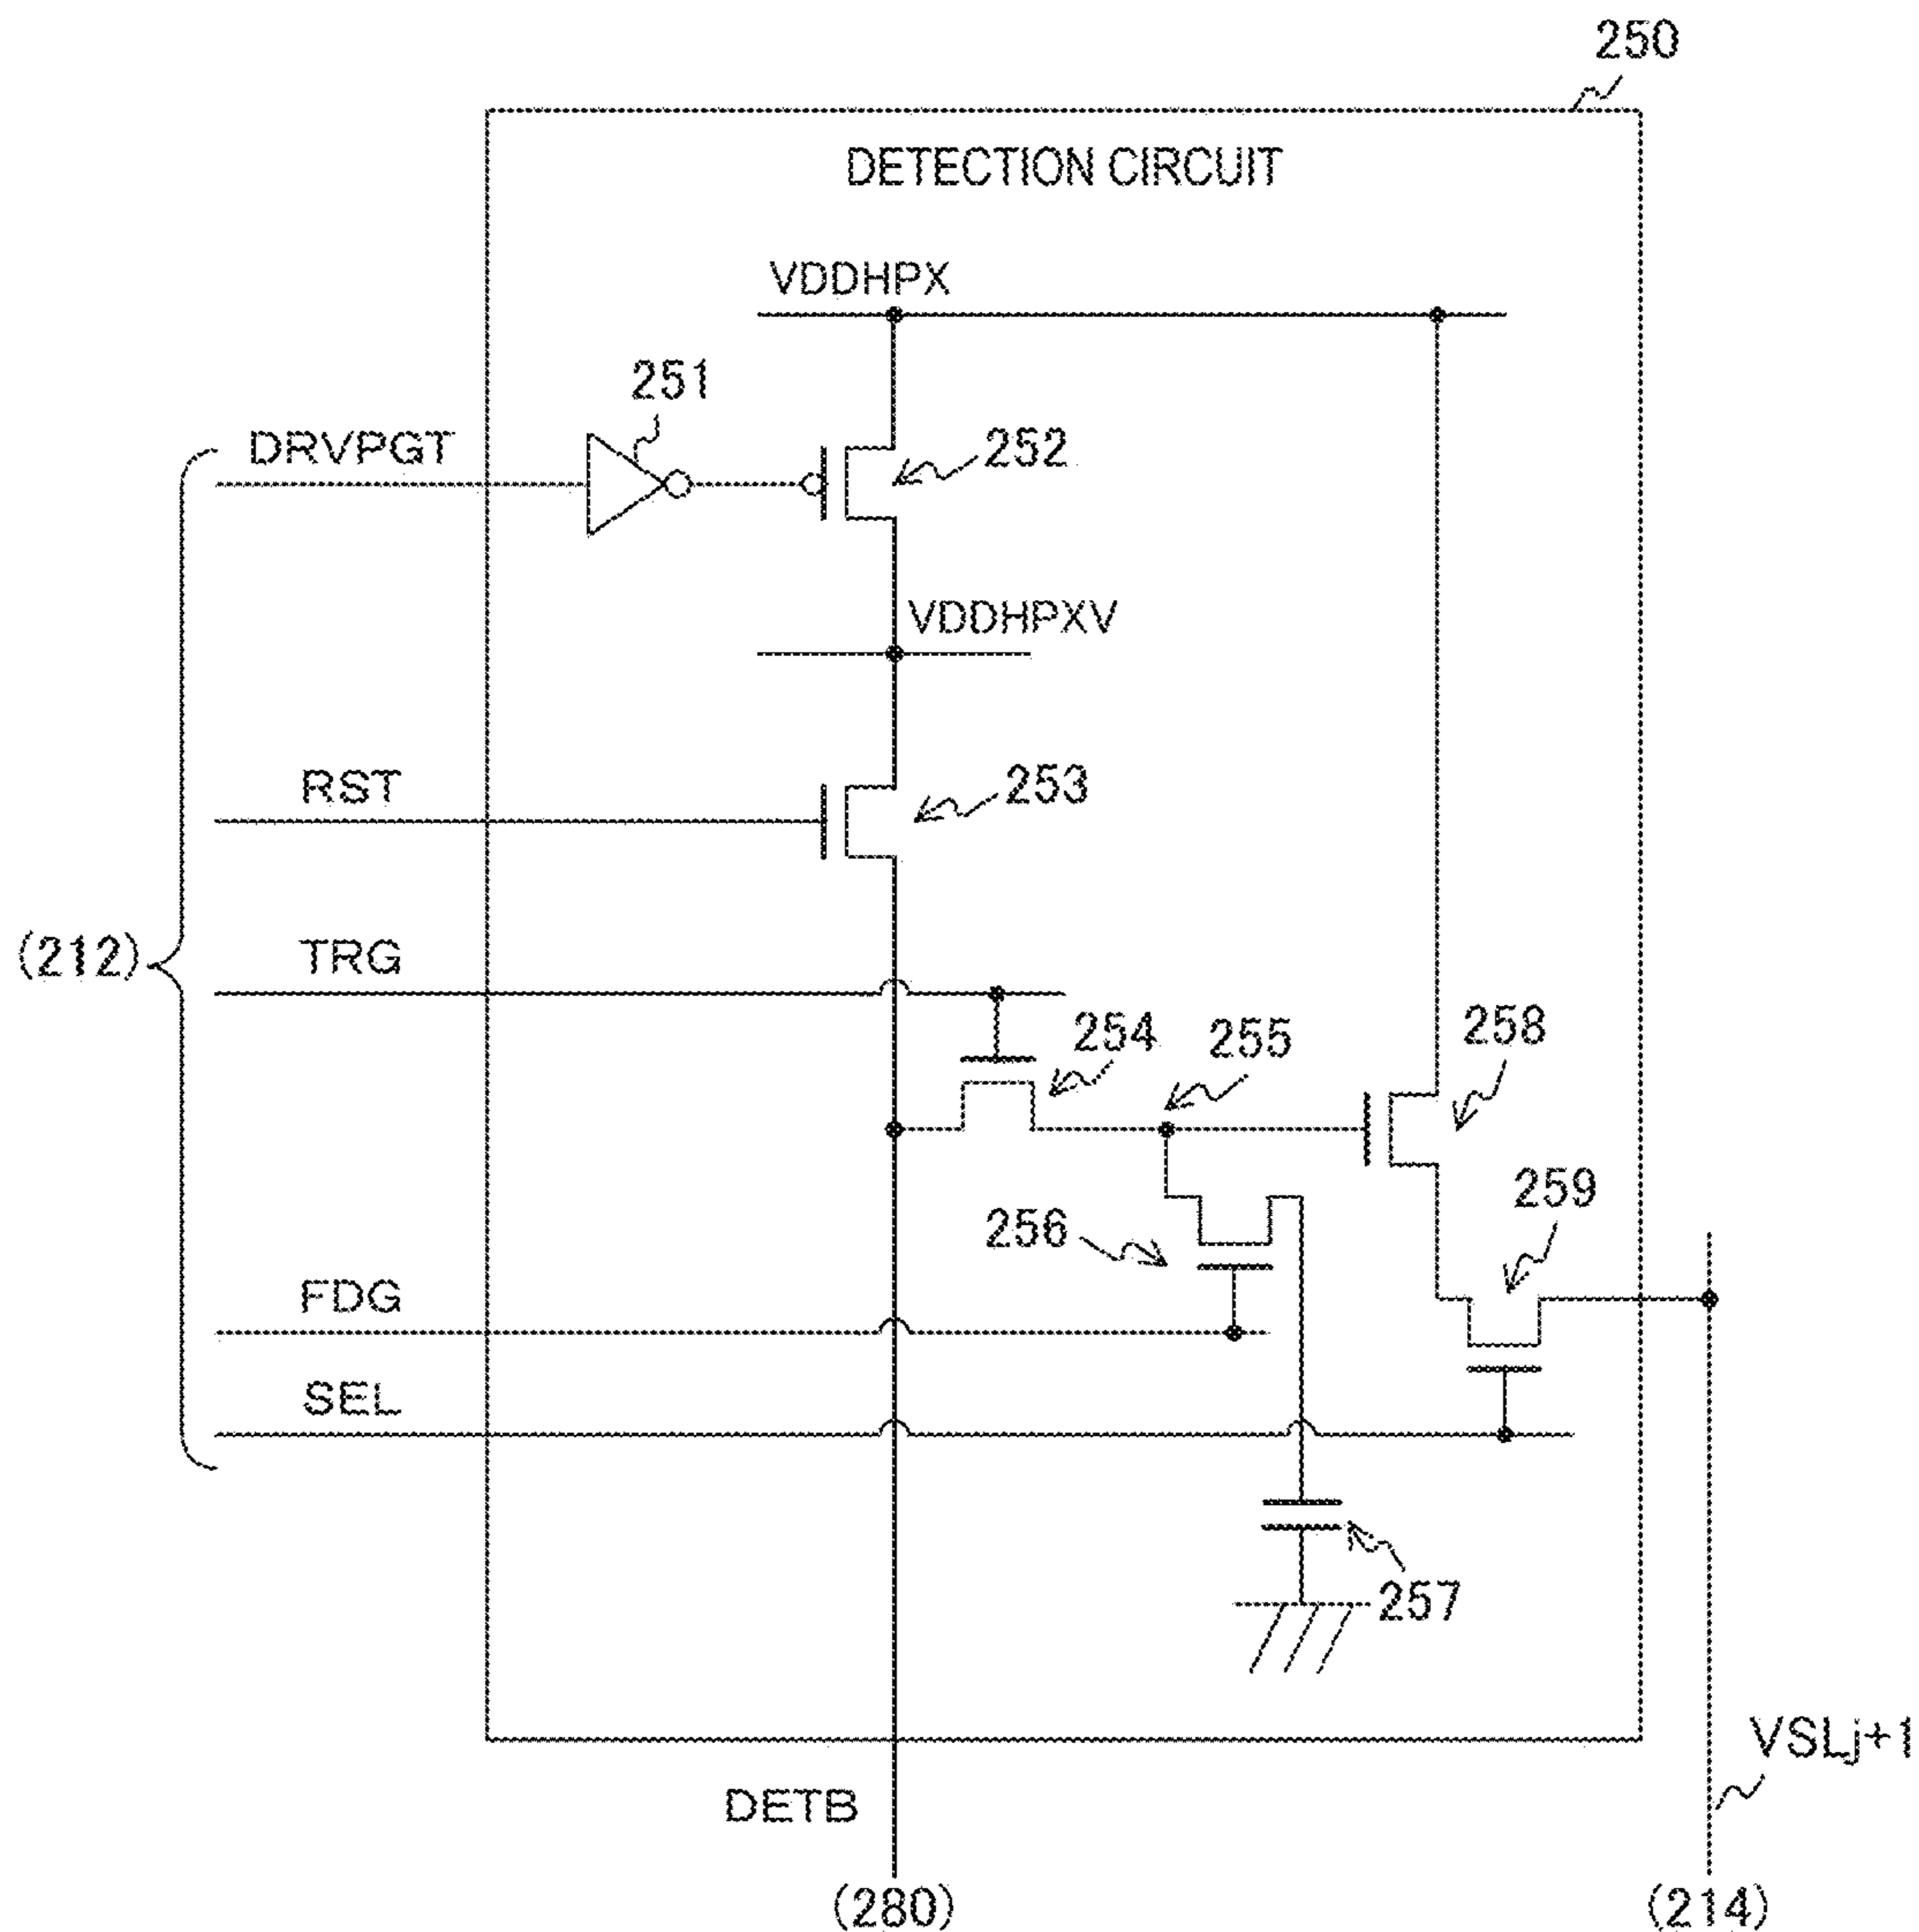 250
DETECTION CIRCUIT
VDDHPX
251
DRVPGT
252
VDDHPXV
RST
253
(212)
TRG
254
255
258
259
256
FDG
SEL
257
VSLj+1
DETB
(280)
(214)